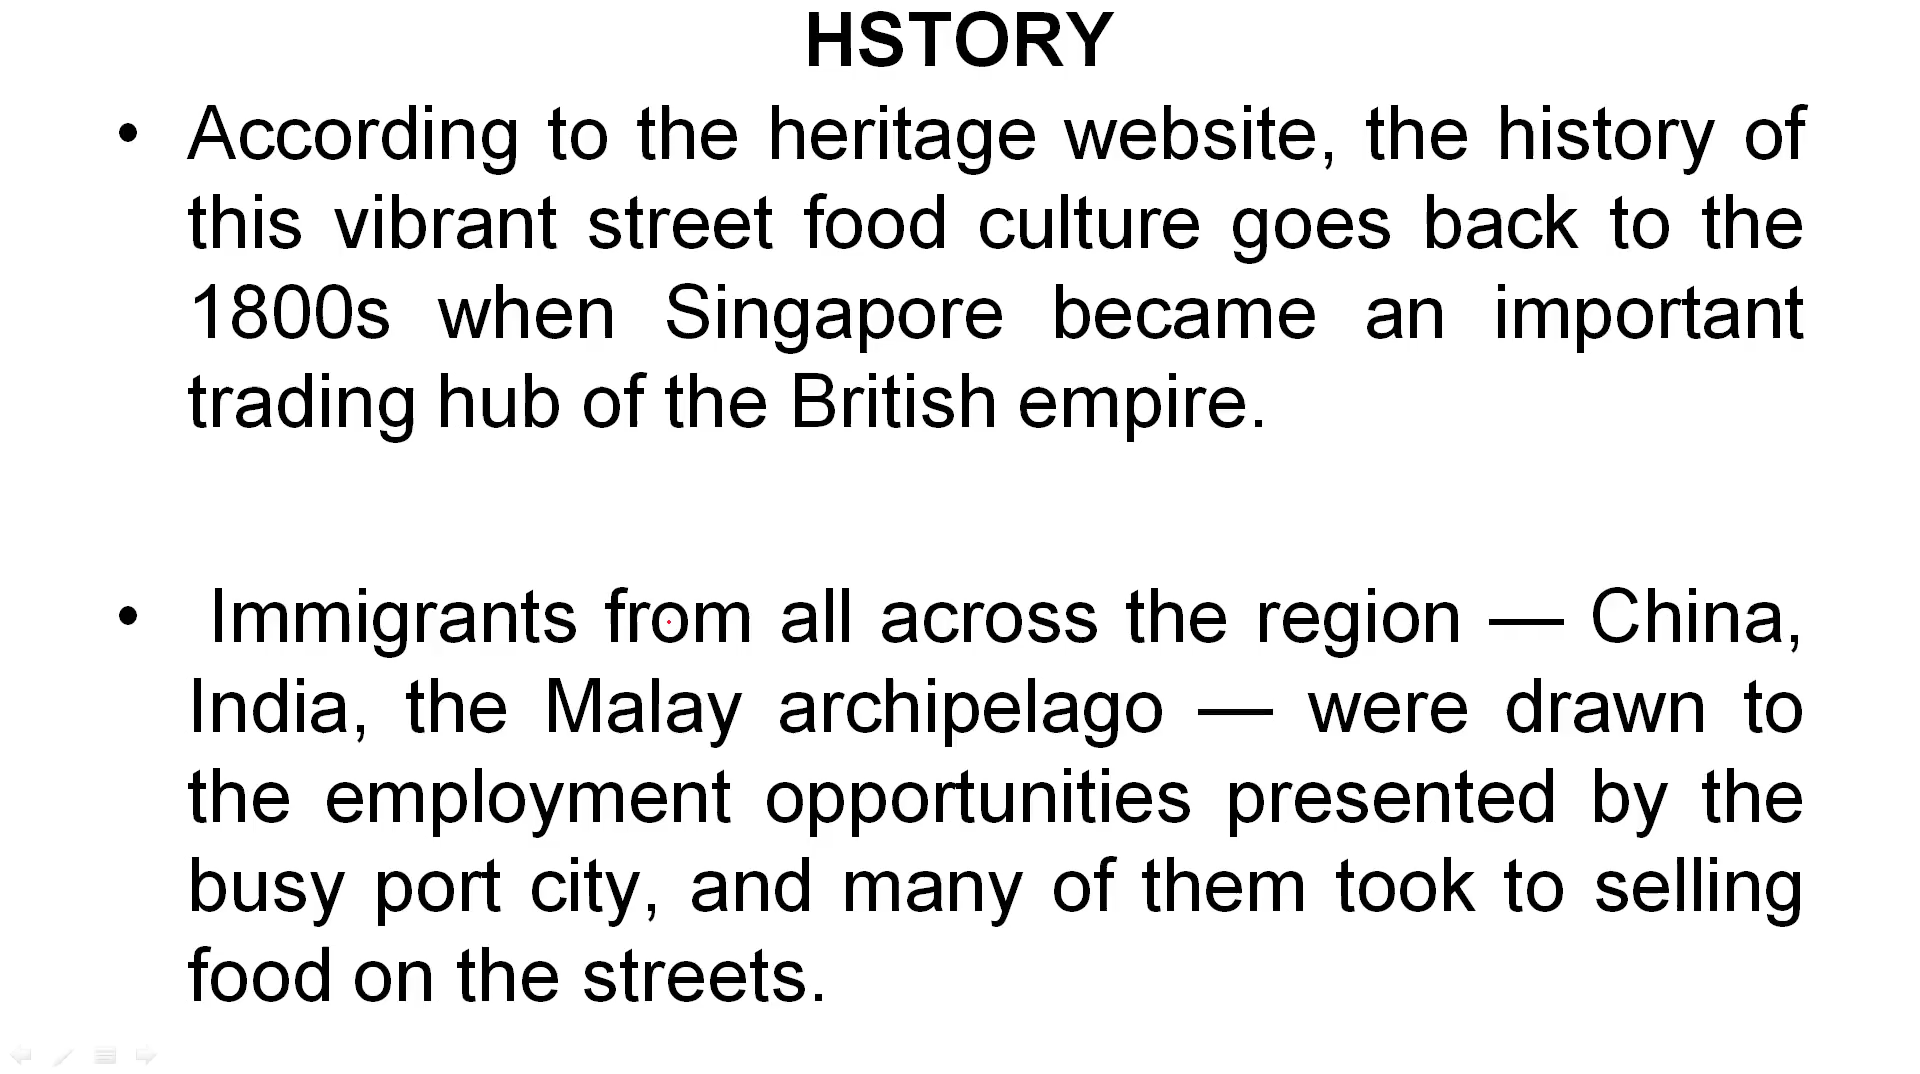 HSTORY
• According to the heritage website, the history of
this vibrant street food culture goes back to the
1800s when Singapore became an important
trading hub of the British empire.
• Immigrants from all across the region — China,
India, the Malay archipelago — were drawn to
the employment opportunities presented by the
busy port city, and many of them took to selling
food on the streets.